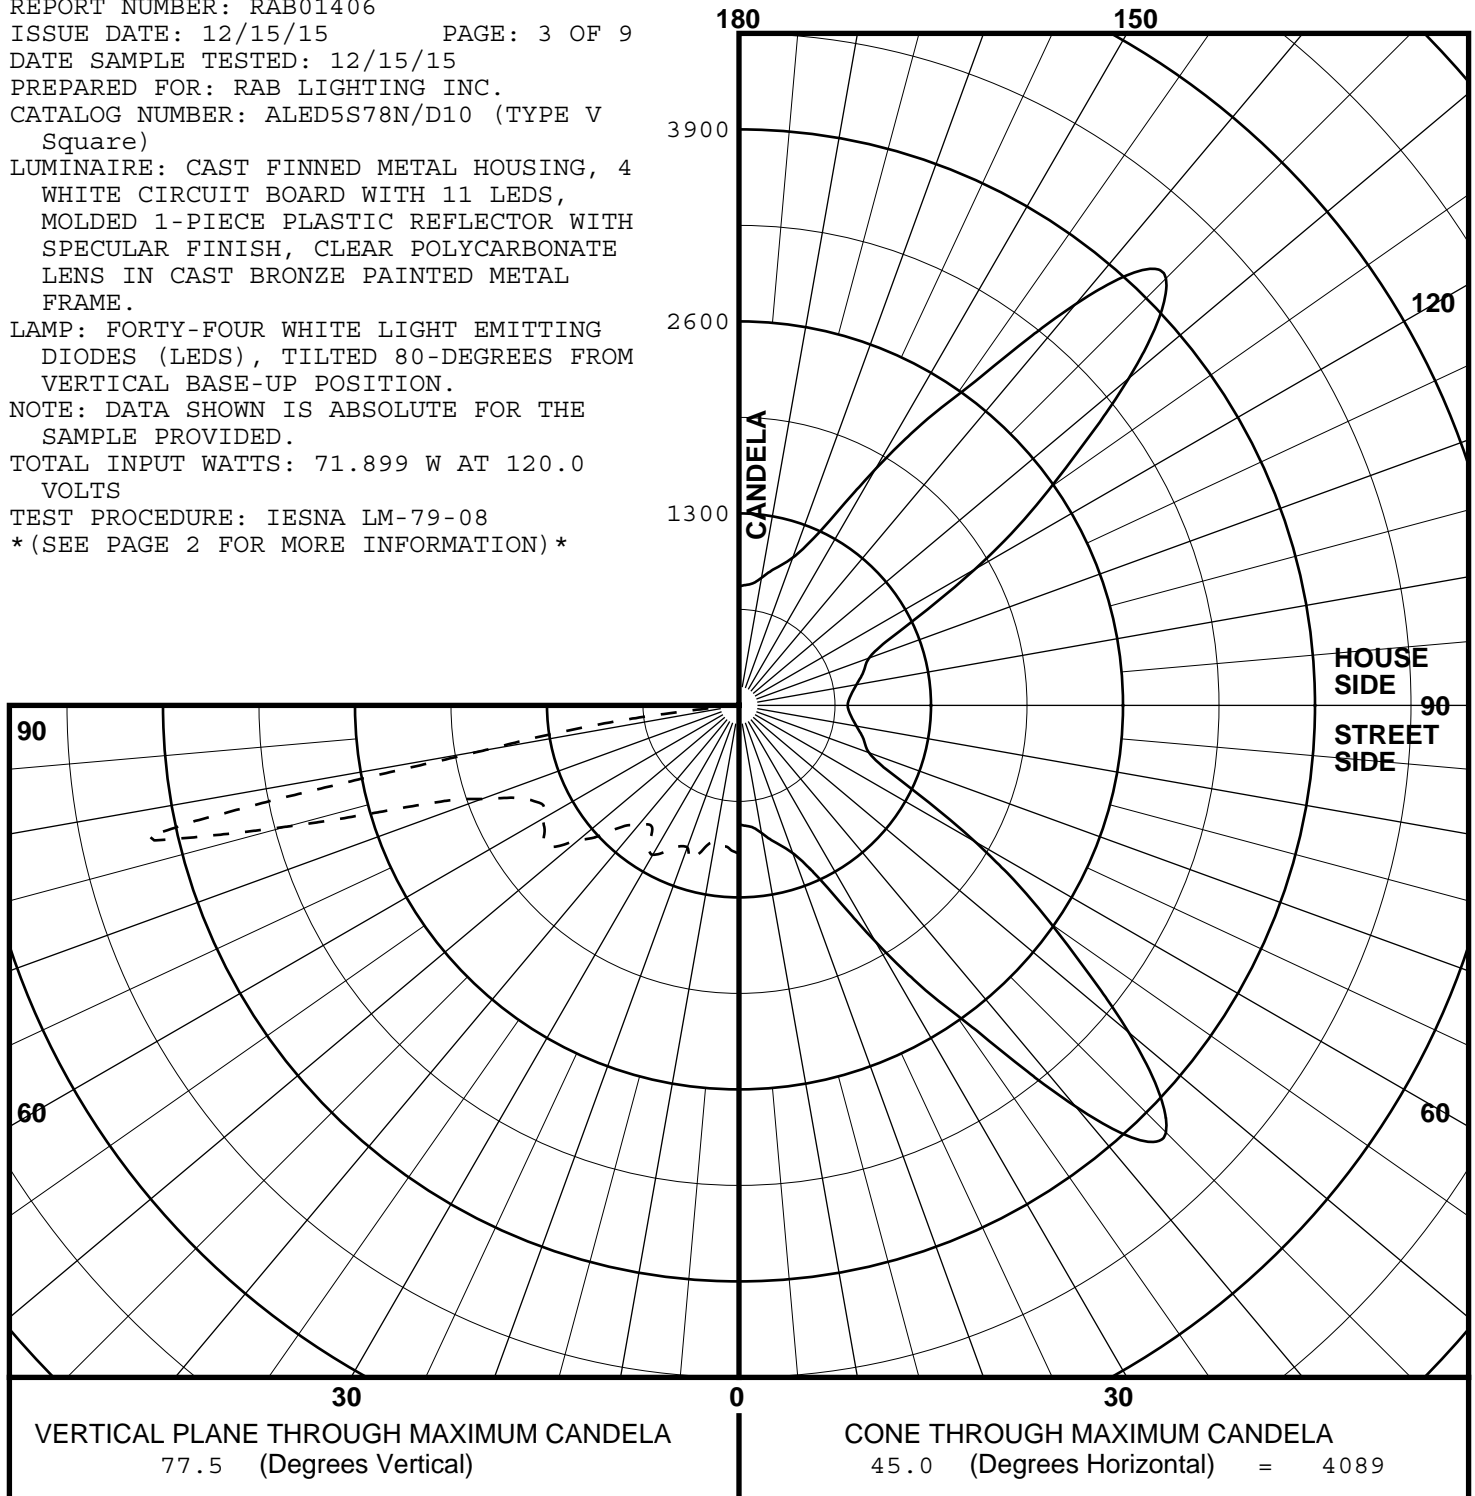 REPORT NUMBER: RAB01406
ISSUE DATE: 12/15/15 PAGE: 3 OF 9
DATE SAMPLE TESTED: 12/15/15
PREPARED FOR: RAB LIGHTING INC.
CATALOG NUMBER: ALED5S78N/D10 (TYPE V
Square)
LUMINAIRE: CAST FINNED METAL HOUSING, 4
WHITE CIRCUIT BOARD WITH 11 LEDS,
MOLDED 1-PIECE PLASTIC REFLECTOR WITH
SPECULAR FINISH, CLEAR POLYCARBONATE
LENS IN CAST BRONZE PAINTED METAL
FRAME.
LAMP: FORTY-FOUR WHITE LIGHT EMITTING
DIODES (LEDS), TILTED 80-DEGREES FROM
VERTICAL BASE-UP POSITION.
NOTE: DATA SHOWN IS ABSOLUTE FOR THE
SAMPLE PROVIDED.
TOTAL INPUT WATTS: 71.899 W AT 120.0
VOLTS
TEST PROCEDURE: IESNA LM-79-08
*(SEE PAGE 2 FOR MORE INFORMATION)*
180 150
3900
120
2600
CANDELA
1300
HOUSE
SIDE
90 90
STREET
SIDE
60 60
30 0 30
VERTICAL PLANE THROUGH MAXIMUM CANDELA
77.5 (Degrees Vertical)
CONE THROUGH MAXIMUM CANDELA
45.0 (Degrees Horizontal) = 4089